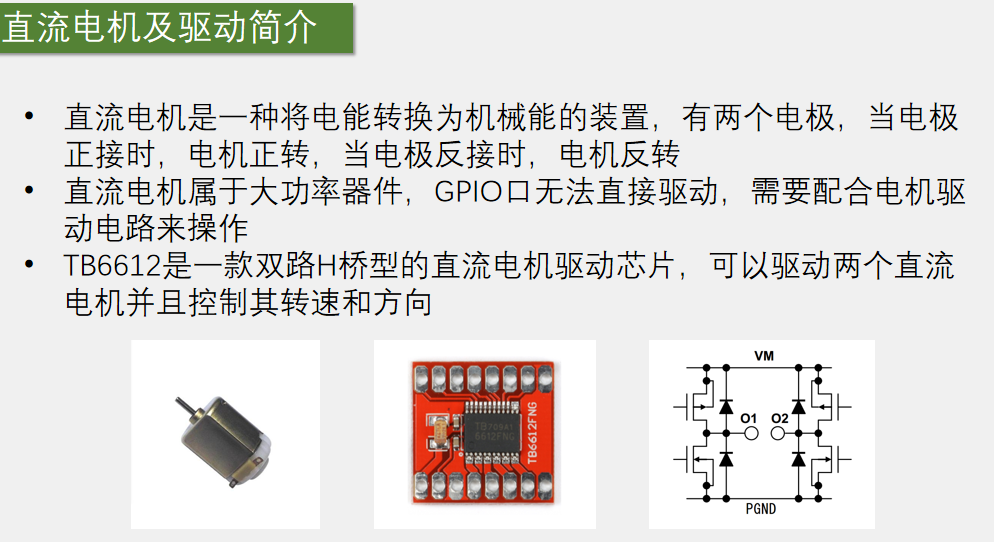 直流电机及驱动简介
• 直流电机是一种将电能转换为机械能的装置，有两个电极，当电极
正接时，电机正转，当电极反接时，电机反转
• 直流电机属于大功率器件，GPIO口无法直接驱动，需要配合电机驱
动电路来操作
• TB6612是一款双路H桥型的直流电机驱动芯片，可以驱动两个直流
电机并且控制其转速和方向
TB709A1
6612FNG
TB6612FNG
VM
O1 O2
PGND